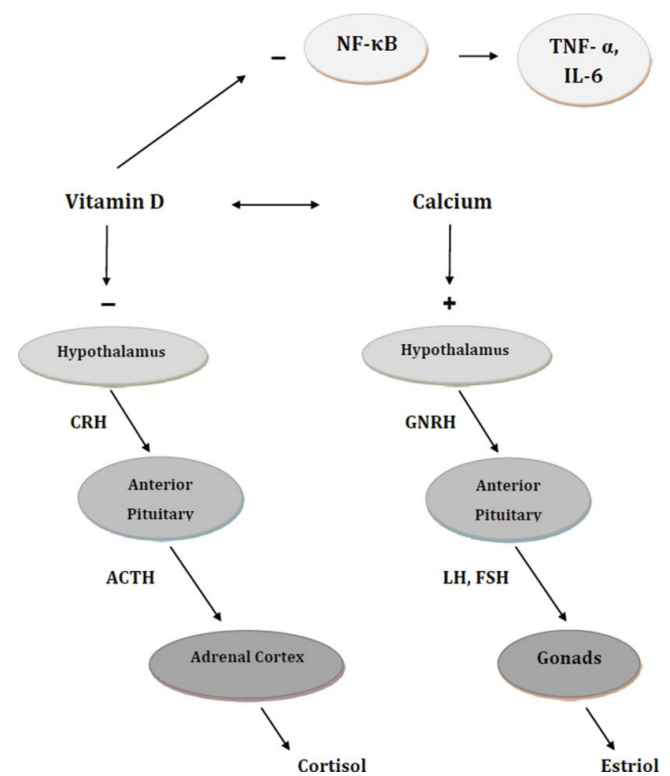 NF-κB
TNF- α,
IL-6
−
Vitamin D
Calcium
−
+
Hypothalamus
Hypothalamus
CRH
GNRH
Anterior
Pituitary
Anterior
Pituitary
ACTH
LH, FSH
Adrenal Cortex
Gonads
Cortisol
Estriol